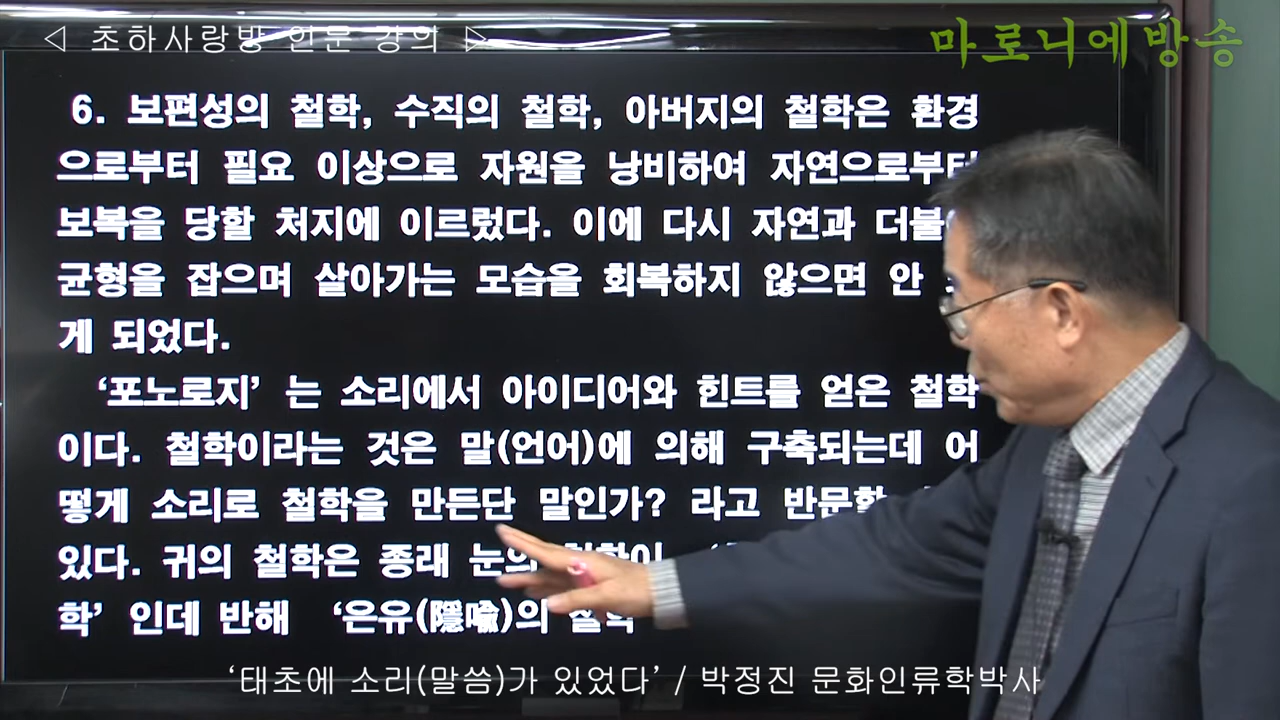 ◁ 초하사랑방 인문 강의 ▷
마로니에방송
6. 보편성의 철학, 수직의 철학, 아버지의 철학은 환경
으로부터 필요 이상으로 자원을 낭비하여 자연으로부터
보복을 당할 처지에 이르렀다. 이에 다시 자연과
균형을 잡으며 살아가는 모습을 회복하지 않으면 안
게 되었다.
‘포노로지’ 는 소리에서 아이디어와 힌트를 얻은 철학
이다. 철학이라는 것은 말(언어)에 의해 구축되는데 어
떻게 소리로 철학을 만든단 말인가? 라고
있다. 귀의 철학은 종래 눈의
학’ 인데 반해 ‘은유(隱喩)의 철학
‘태초에 소리(말씀)가 있었다’ / 박정진 문화인류학박사